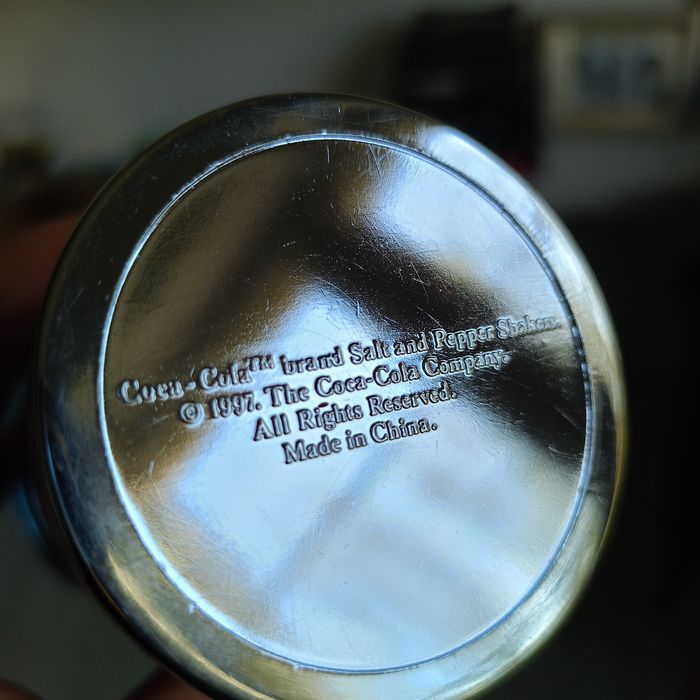 Coca-Cola™ brand Salt and Pepper Shakers.
© 1997. The Coca-Cola Company.
All Rights Reserved.
Made in China.